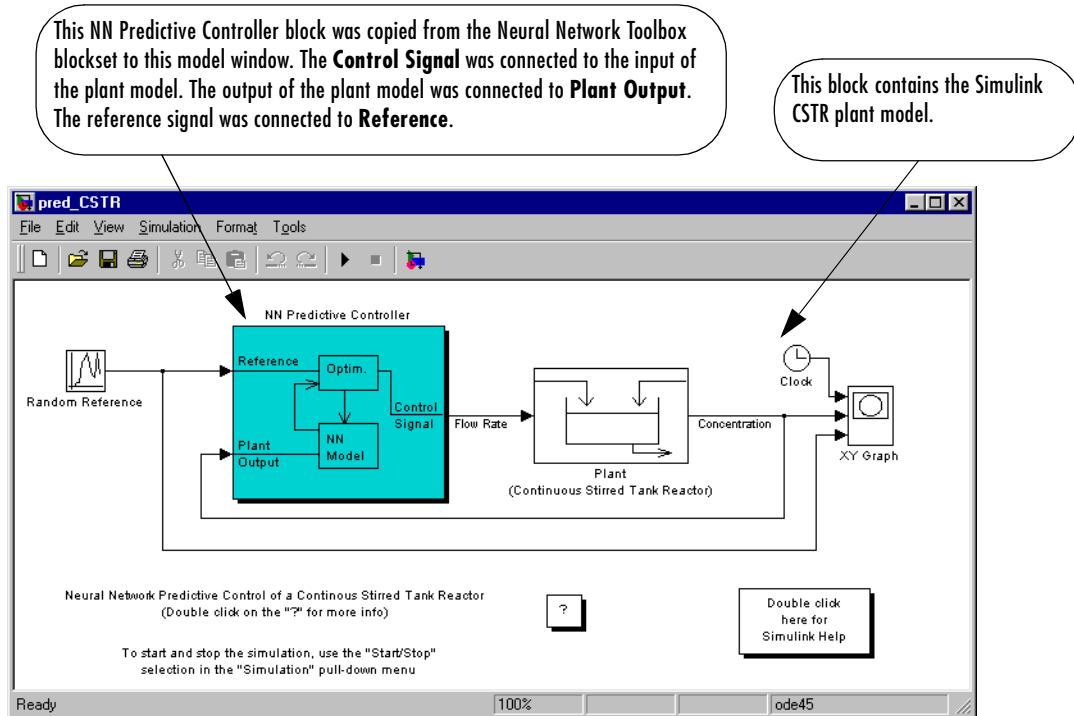 This NN Predictive Controller block was copied from the Neural Network Toolbox
blockset to this model window. The Control Signal was connected to the input of
the plant model. The output of the plant model was connected to Plant Output.
The reference signal was connected to Reference.
This block contains the Simulink
CSTR plant model.
pred_CSTR
File Edit View Simulation Format Tools
NN Predictive Controller
Random Reference
Reference
Optim.
Control
Signal
Plant
Output
NN
Model
Flow Rate
Plant
(Continuous Stirred Tank Reactor)
Concentration
Clock
XY Graph
Neural Network Predictive Control of a Continous Stirred Tank Reactor
(Double click on the "?" for more info)
?
Double click
here for
Simulink Help
To start and stop the simulation, use the "Start/Stop"
selection in the "Simulation" pull-down menu
Ready 100% ode45